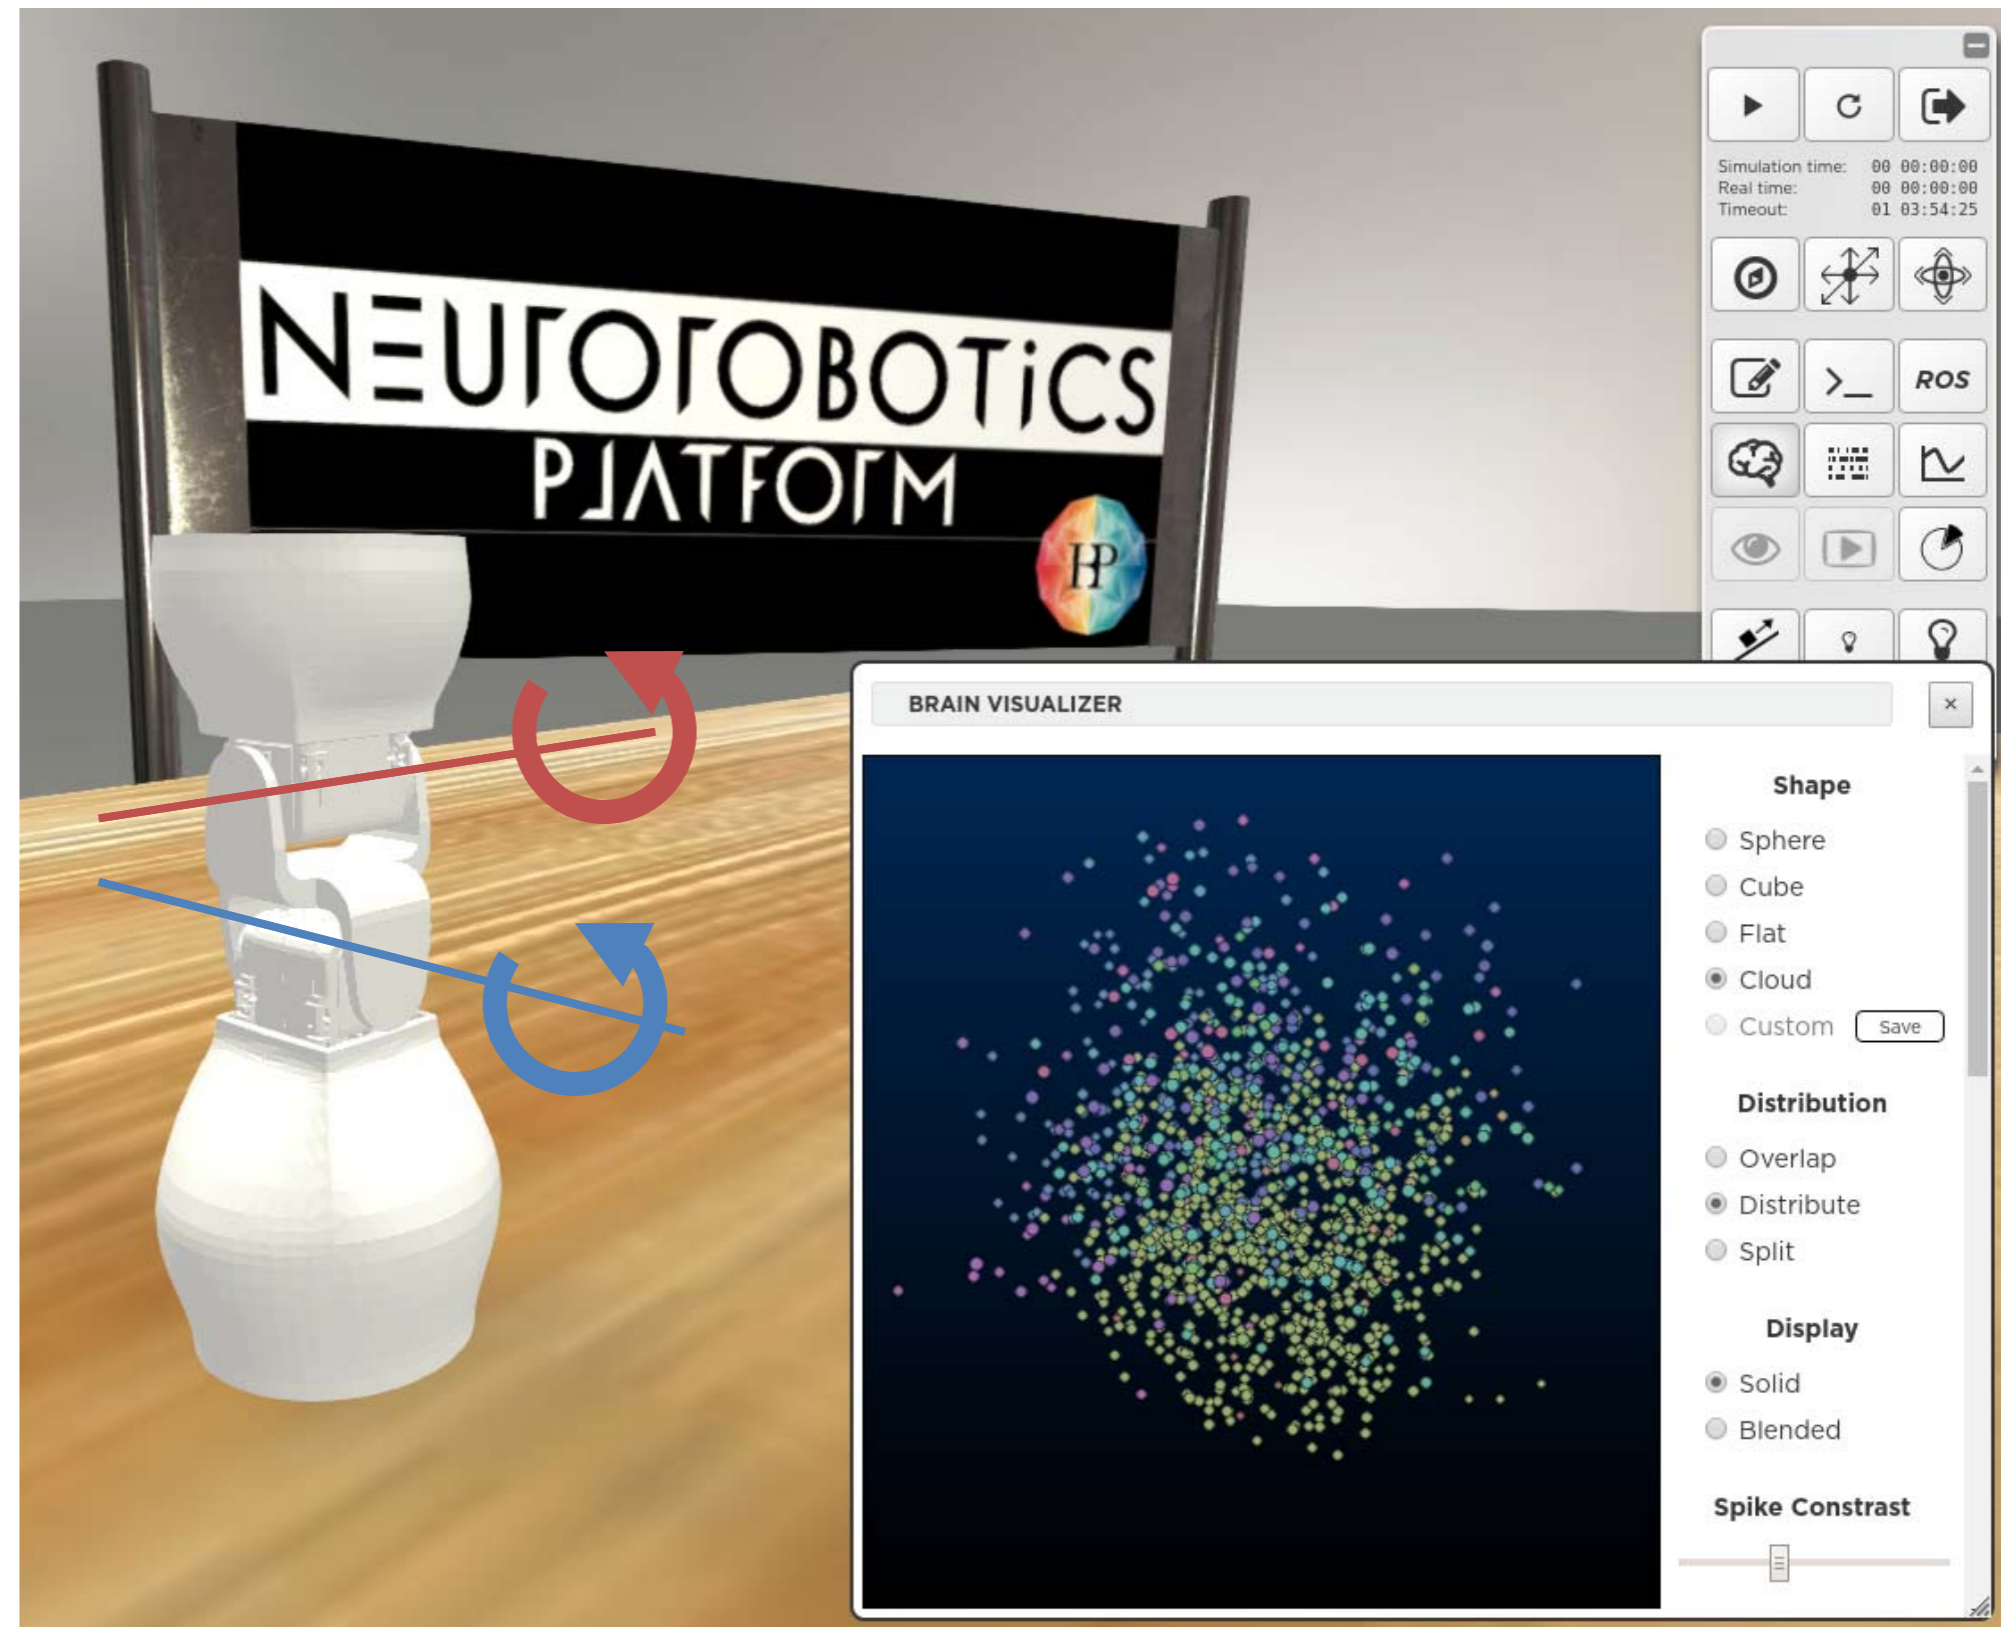 NEUROROBOTICS
PLATFORM
HP
Simulation time: 00 00:00:00
Real time: 00 00:00:00
Timeout: 01 03:54:25
>_
ROS
BRAIN VISUALIZER
×
Shape
Sphere
Cube
Flat
Cloud
Custom
Save
Distribution
Overlap
Distribute
Split
Display
Solid
Blended
Spike Constrast